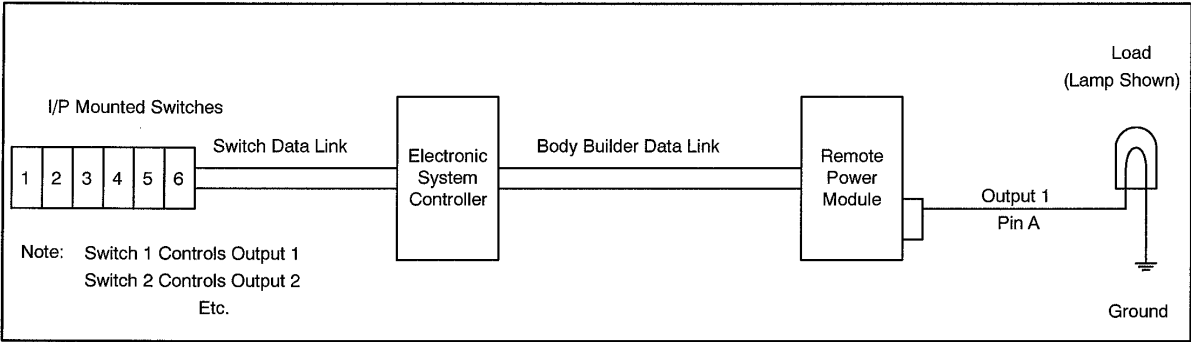 Load
(Lamp Shown)
I/P Mounted Switches
Switch Data Link
Body Builder Data Link
1 2 3 4 5 6
Electronic
System
Controller
Remote
Power
Module
Output 1
Pin A
Note: Switch 1 Controls Output 1
Switch 2 Controls Output 2
Etc.
Ground